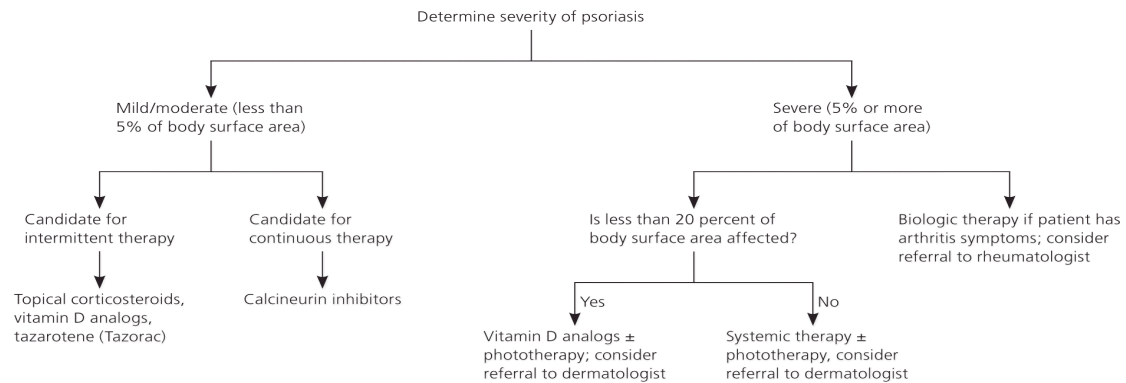 Determine severity of psoriasis
Mild/moderate (less than
5% of body surface area)
Severe (5% or more
of body surface area)
Candidate for
intermittent therapy
Candidate for
continuous therapy
Is less than 20 percent of
body surface area affected?
Biologic therapy if patient has
arthritis symptoms; consider
referral to rheumatologist
Topical corticosteroids,
vitamin D analogs,
tazarotene (Tazorac)
Calcineurin inhibitors
Yes
No
Vitamin D analogs ±
phototherapy; consider
referral to dermatologist
Systemic therapy ±
phototherapy, consider
referral to dermatologist